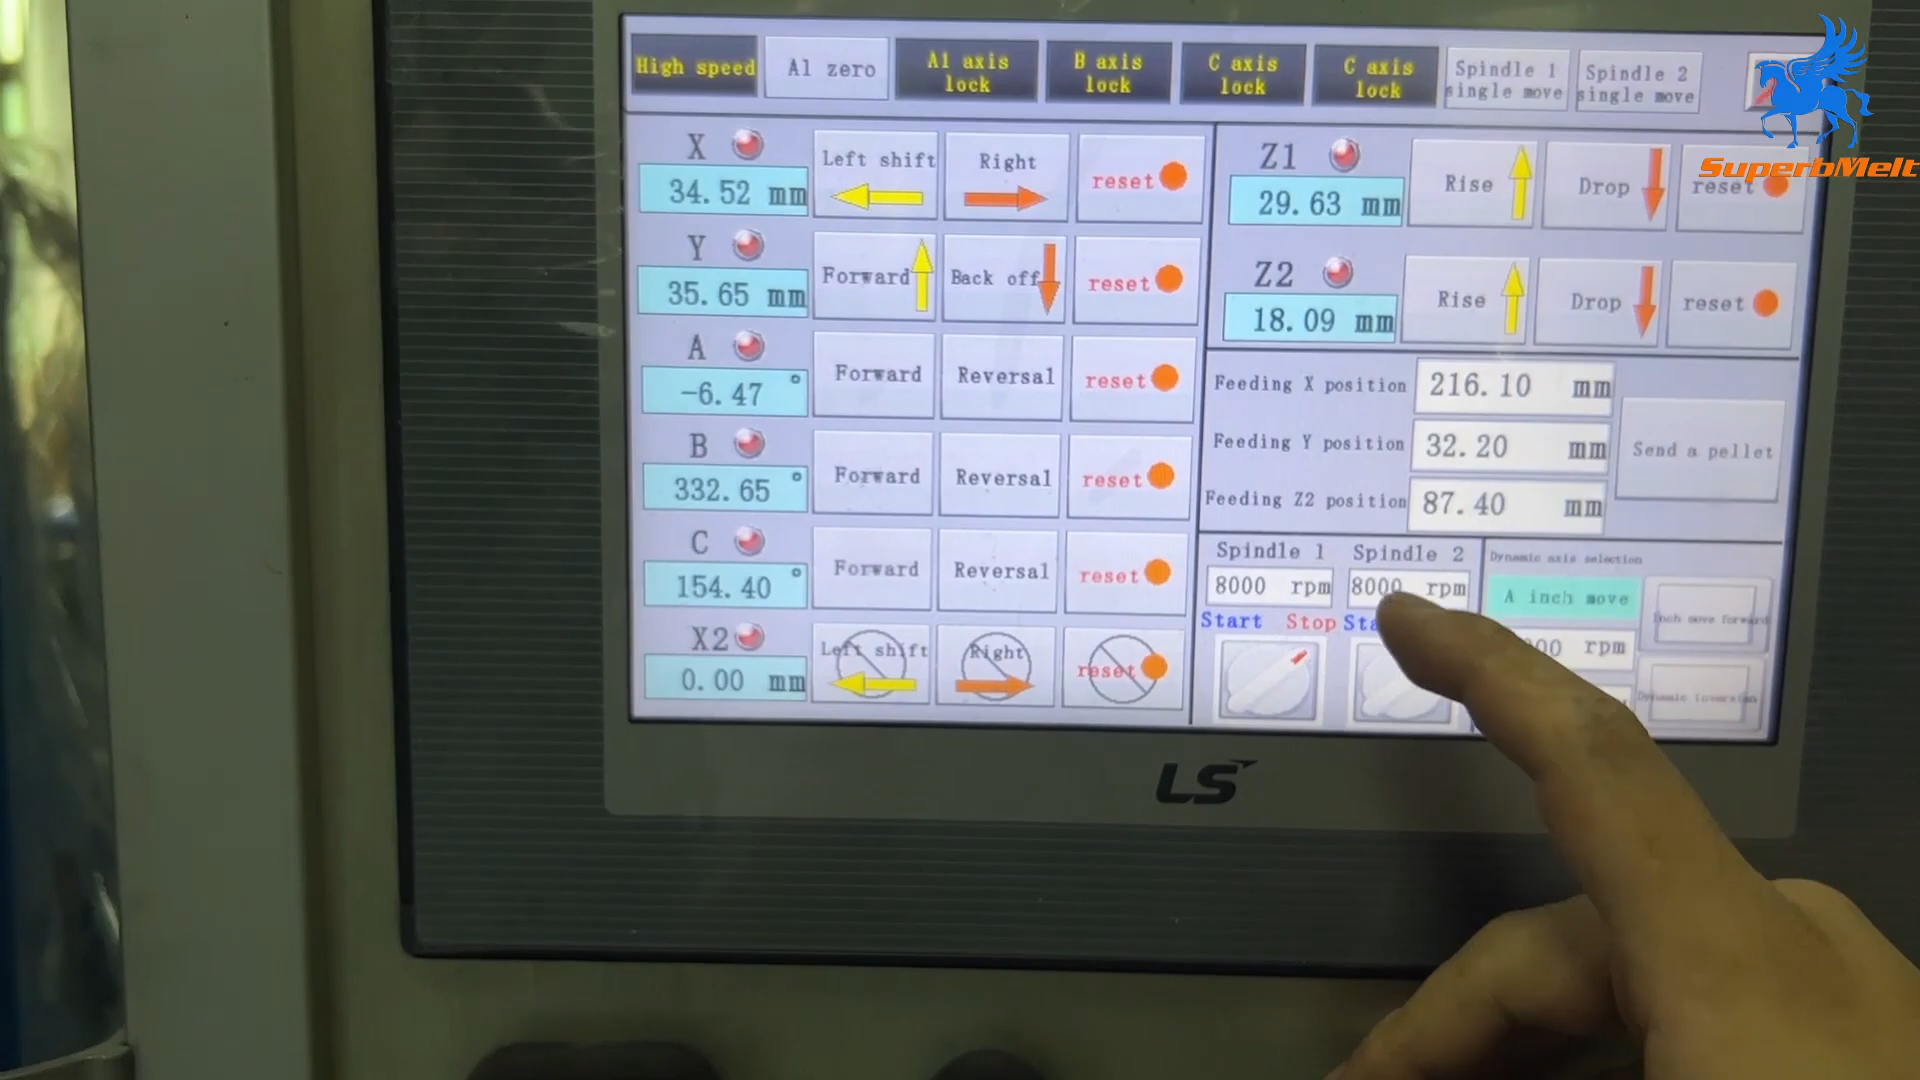 High speed
A1 zero
A1 axis
lock
B axis
lock
C axis
lock
C axis
lock
Spindle 1
single move
Spindle 2
single move
SuperbMelt
X
34.52 mm
Left shift
Right
reset
Y
35.65 mm
Forward
Back off
reset
A
-6.47 °
Forward
Reversal
reset
B
332.65 °
Forward
Reversal
reset
C
154.40 °
Forward
Reversal
reset
X2
0.00 mm
Left shift
Right
reset
Z1
29.63 mm
Rise
Drop
reset
Z2
18.09 mm
Rise
Drop
reset
Feeding X position 216.10 mm
Feeding Y position 32.20 mm
Feeding Z2 position 87.40 mm
Send a pellet
Spindle 1
8000 rpm
Start Stop
Spindle 2
8000 rpm
Dynamic axis selection
A inch move
rpm
Inch move forward
Dynamic inversion
LS